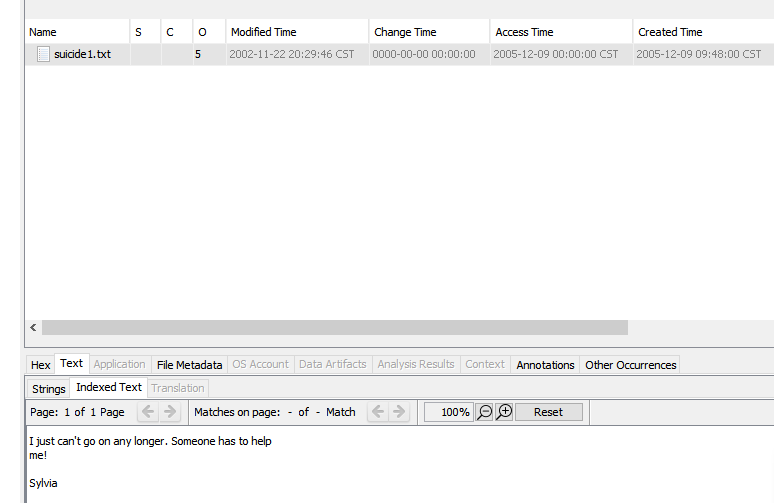 Name S C O Modified Time Change Time Access Time Created Time
suicide1.txt 5 2002-11-22 20:29:46 CST 0000-00-00 00:00:00 2005-12-09 00:00:00 CST 2005-12-09 09:48:00 CST
Hex Text Application File Metadata OS Account Data Artifacts Analysis Results Context Annotations Other Occurrences
Strings Indexed Text Translation
Page: 1 of 1 Page Matches on page: - of - Match 100% Reset
I just can't go on any longer. Someone has to help
me!
Sylvia